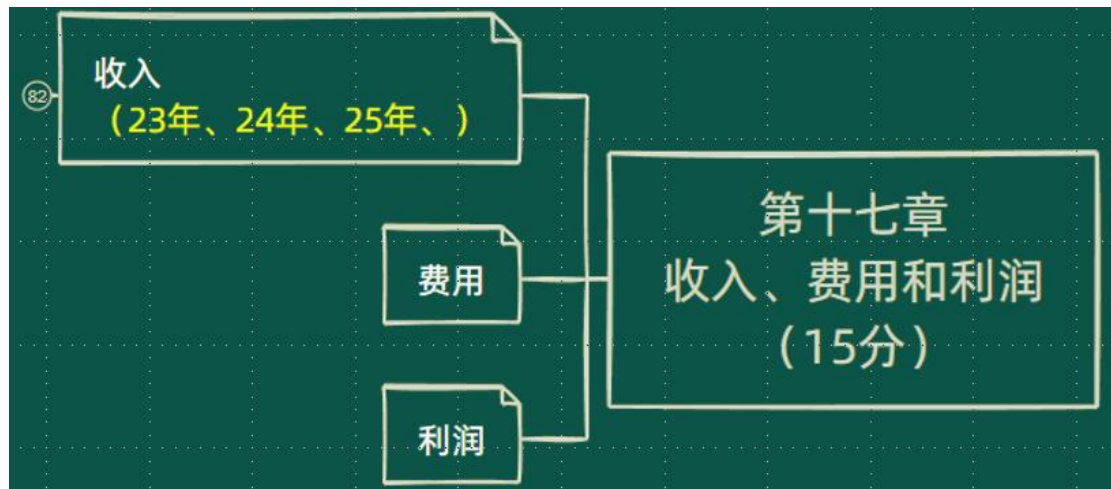 82
收入
（23年、24年、25年、）
第十七章
收入、费用和利润
（15分）
费用
利润